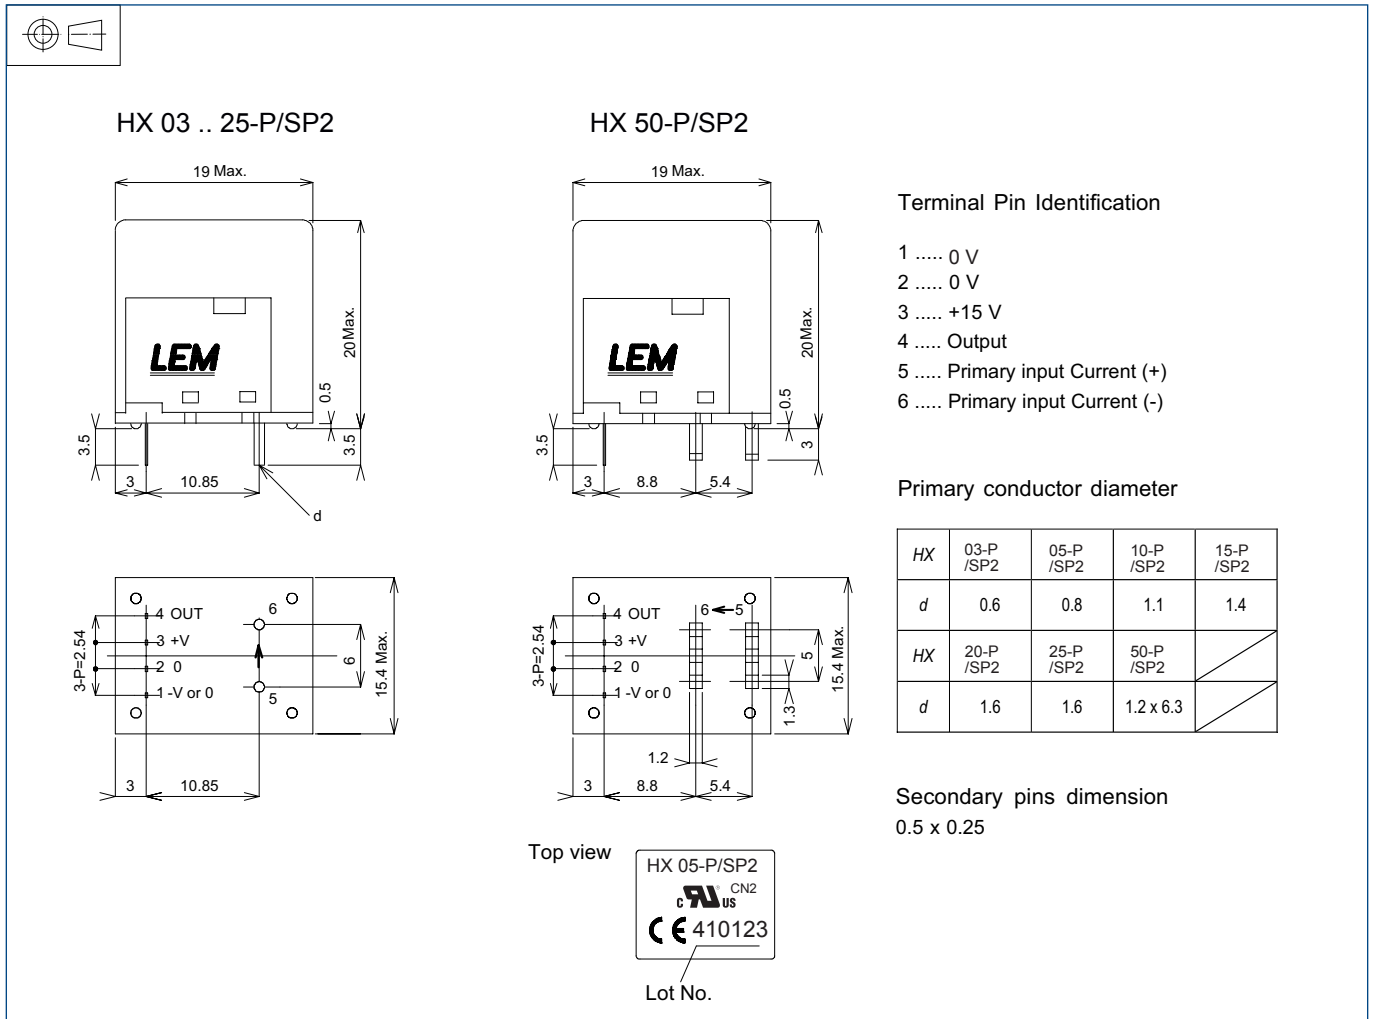 HX 03 .. 25-P/SP2
19 Max.
20 Max.
LEM
0.5
3.5
3.5
3
10.85
d
4 OUT
3 +V
2 0
1 -V or 0
3-P=2.54
6
5
6
15.4 Max.
3
10.85
HX 50-P/SP2
19 Max.
20 Max.
LEM
0.5
3.5
3
3
8.8
5.4
4 OUT
3 +V
2 0
1 -V or 0
3-P=2.54
6
5
5
1.3
15.4 Max.
1.2
3
8.8
5.4
Terminal Pin Identification
1 ..... 0 V
2 ..... 0 V
3 ..... +15 V
4 ..... Output
5 ..... Primary input Current (+)
6 ..... Primary input Current (-)
Primary conductor diameter
HX 03-P /SP2 05-P /SP2 10-P /SP2 15-P /SP2
d 0.6 0.8 1.1 1.4
HX 20-P /SP2 25-P /SP2 50-P /SP2
d 1.6 1.6 1.2 x 6.3
Secondary pins dimension
0.5 x 0.25
Top view
HX 05-P/SP2
c RU US CN2
CE 410123
Lot No.